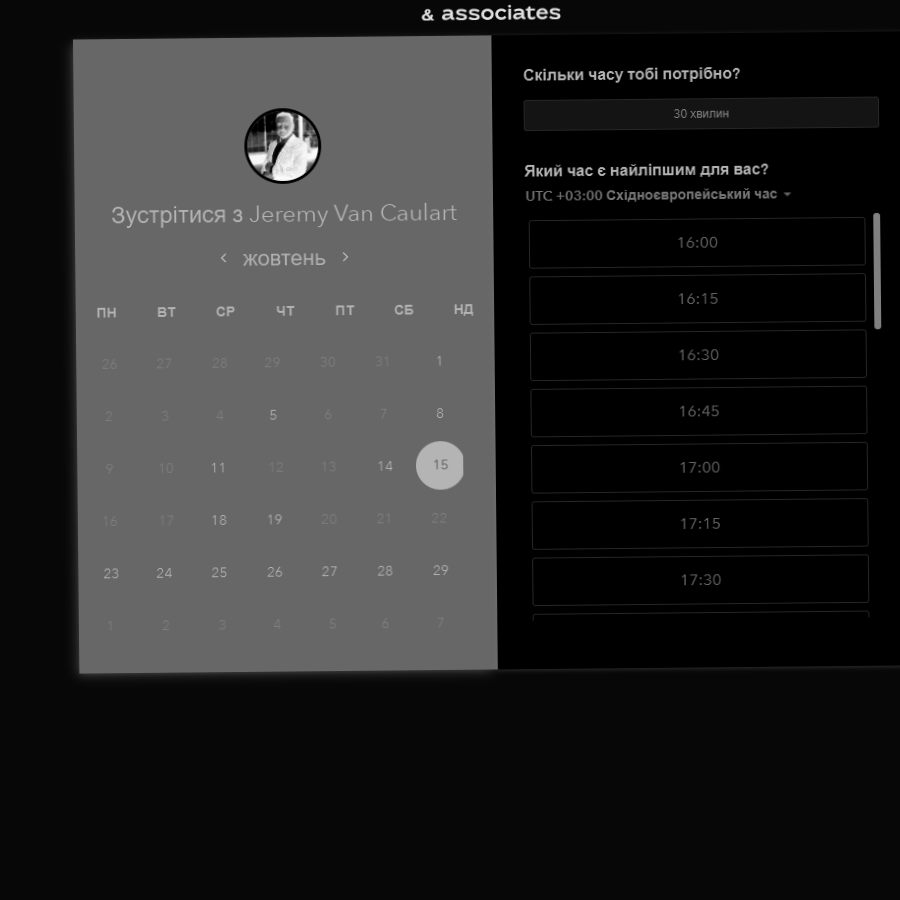 & associates
Зустрітися з Jeremy Van Caulart
жовтень
ПН ВТ СР ЧТ ПТ СБ НД
26 27 28 29 30 31 1
2 3 4 5 6 7 8
9 10 11 12 13 14 15
16 17 18 19 20 21 22
23 24 25 26 27 28 29
1 2 3 4 5 6 7
Скільки часу тобі потрібно?
30 хвилин
Який час є найліпшим для вас?
UTC +03:00 Східноєвропейський час
16:00
16:15
16:30
16:45
17:00
17:15
17:30